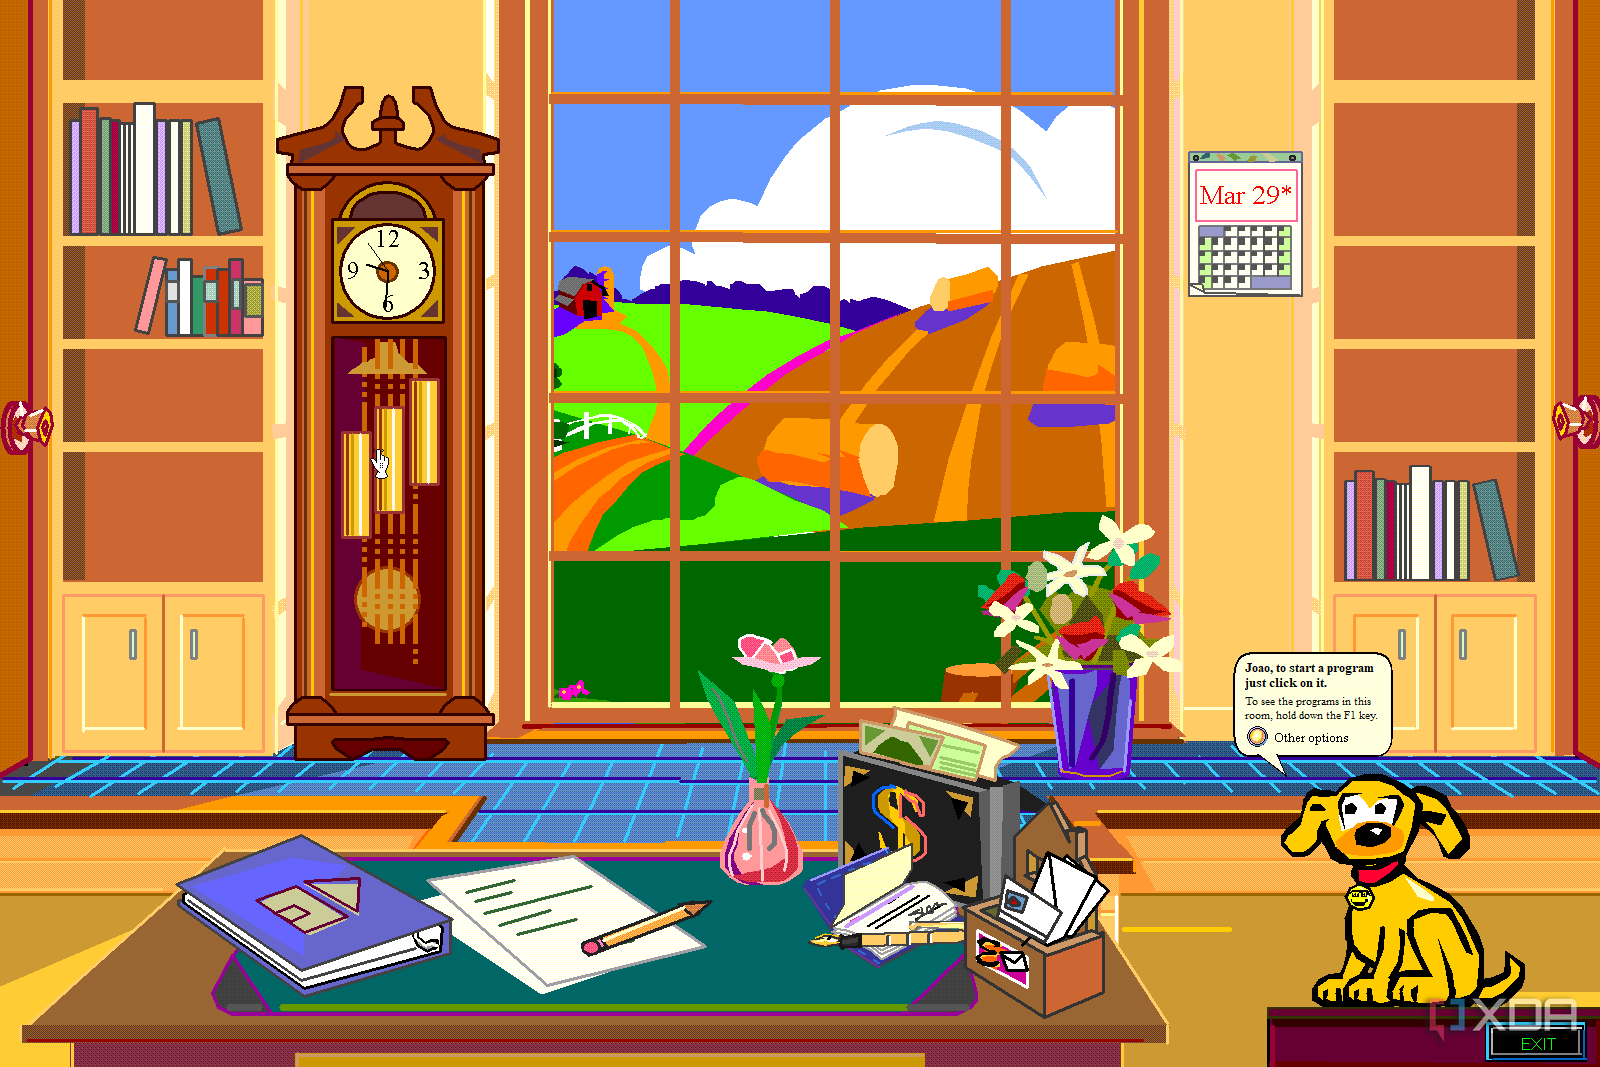 12
9
3
6
Mar 29*
Joao, to start a program
just click on it.
To see the programs in this
room, hold down the F1 key.
Other options
$
XDA
EXIT